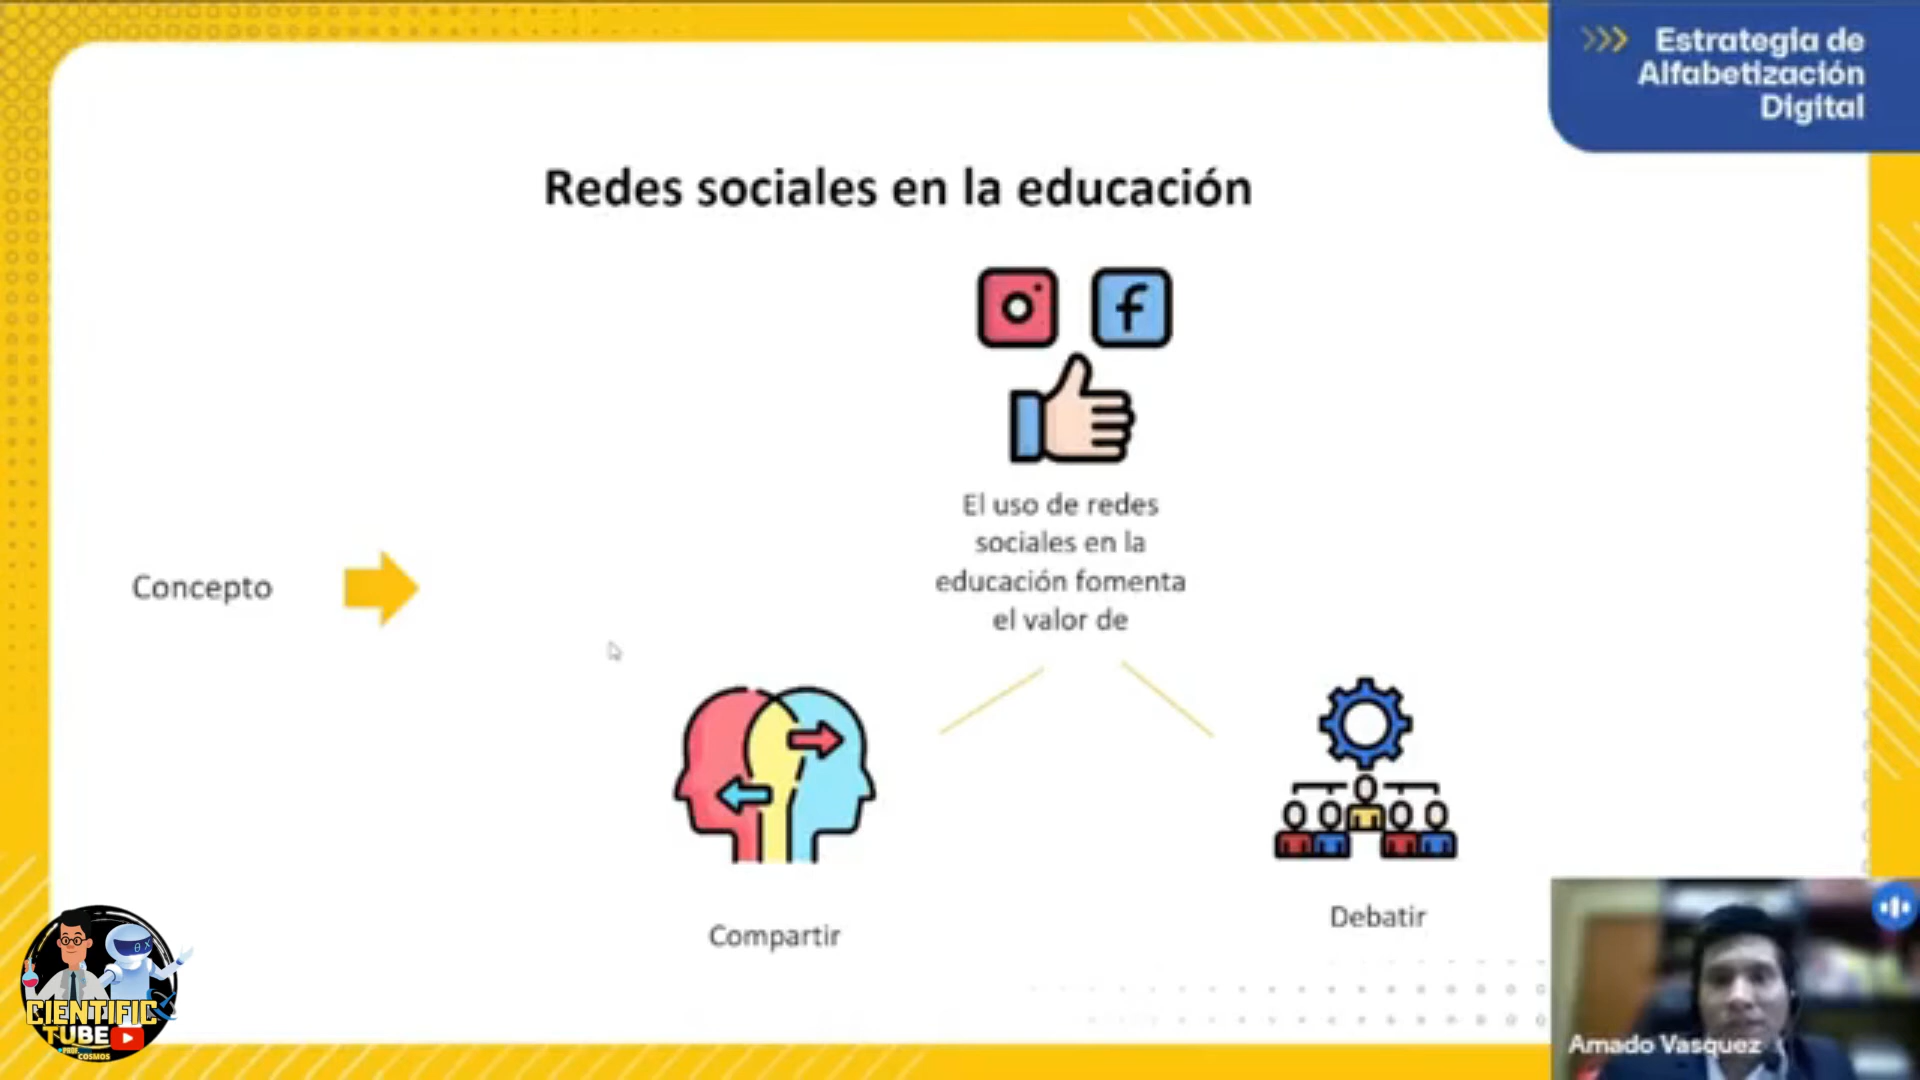 Estrategia de
Alfabetización
Digital
Redes sociales en la educación
El uso de redes
sociales en la
educación fomenta
el valor de
Concepto
Compartir
Debatir
CIENTIFIC
TUBE
COSMOS
Amado Vasquez